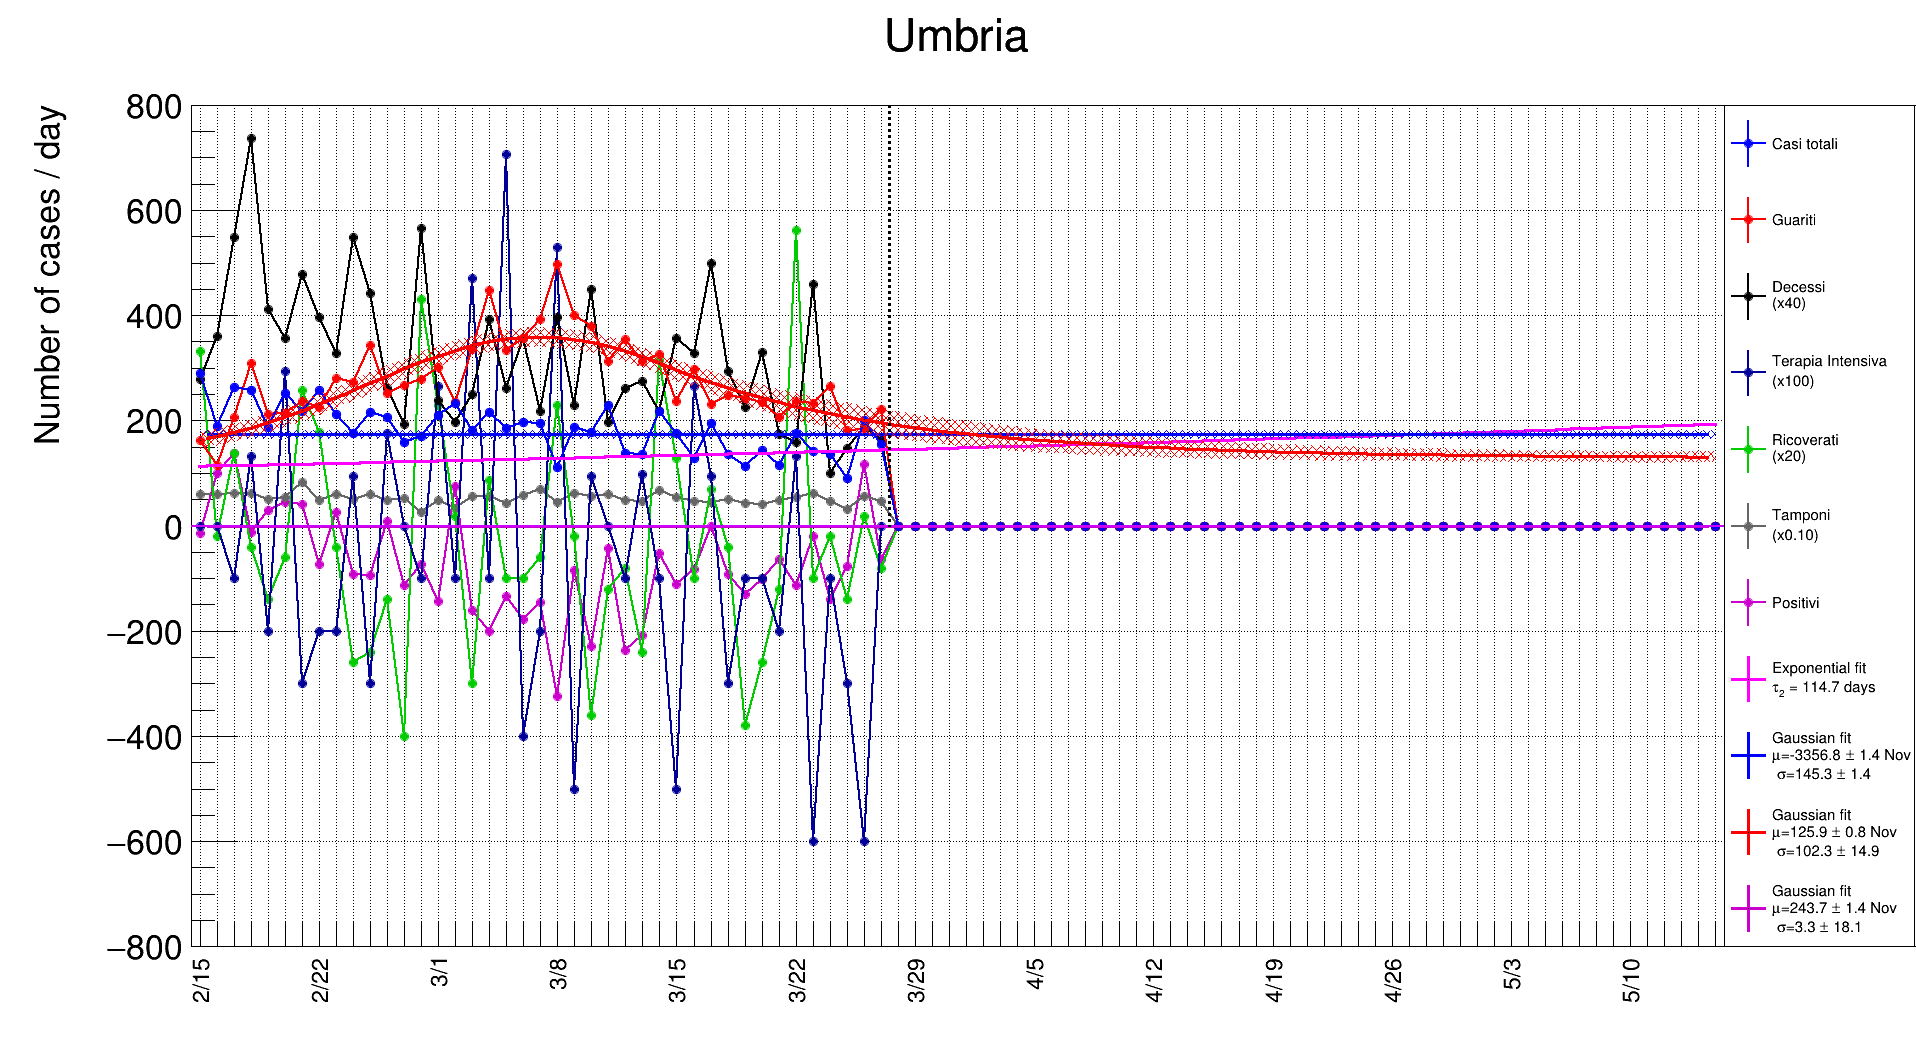 Umbria
Number of cases / day
800
600
400
200
0
−200
−400
−600
−800
2/15
2/22
3/1
3/8
3/15
3/22
3/29
4/5
4/12
4/19
4/26
5/3
5/10
Casi totali
Guariti
Decessi
(x40)
Terapia Intensiva
(x100)
Ricoverati
(x20)
Tamponi
(x0.10)
Positivi
Exponential fit
τ2 = 114.7 days
Gaussian fit
μ=-3356.8 ± 1.4 Nov
σ=145.3 ± 1.4
Gaussian fit
μ=125.9 ± 0.8 Nov
σ=102.3 ± 14.9
Gaussian fit
μ=243.7 ± 1.4 Nov
σ=3.3 ± 18.1